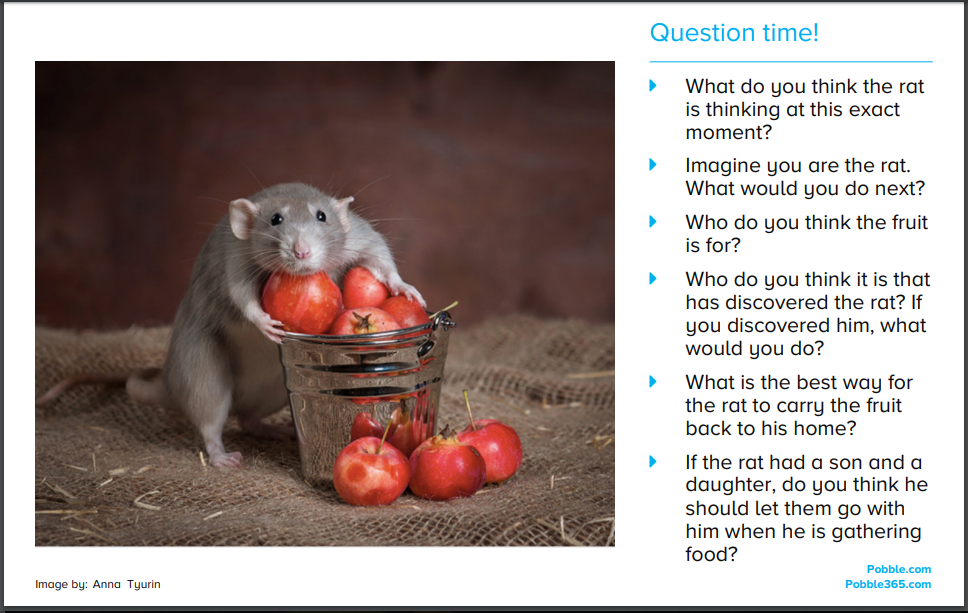 Question time!
What do you think the rat
is thinking at this exact
moment?
Imagine you are the rat.
What would you do next?
Who do you think the fruit
is for?
Who do you think it is that
has discovered the rat? If
you discovered him, what
would you do?
What is the best way for
the rat to carry the fruit
back to his home?
If the rat had a son and a
daughter, do you think he
should let them go with
him when he is gathering
food?
Pobble.com
Image by: Anna Tyurin
Pobble365.com